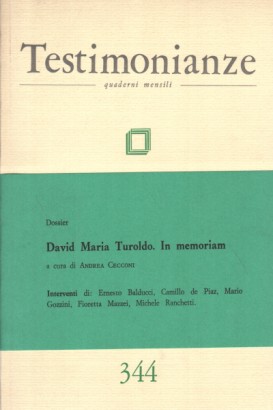 Testimonianze
quaderni mensili
Dossier
David Maria Turoldo. In memoriam
a cura di ANDREA CECCONI
Interventi di: Ernesto Balducci, Camillo de Piaz, Mario
Gozzini, Fioretta Mazzei, Michele Ranchetti.
344